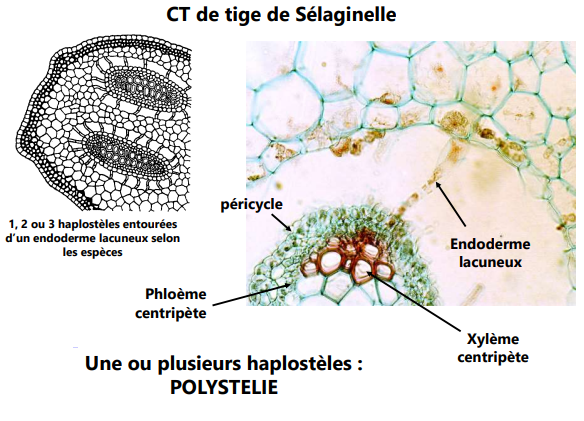 CT de tige de Sélaginelle
1, 2 ou 3 haplostèles entourées
d'un endoderme lacuneux selon
les espèces
péricycle
Endoderme
lacuneux
Phloème
centripète
Xylème
centripète
Une ou plusieurs haplostèles :
POLYSTELIE